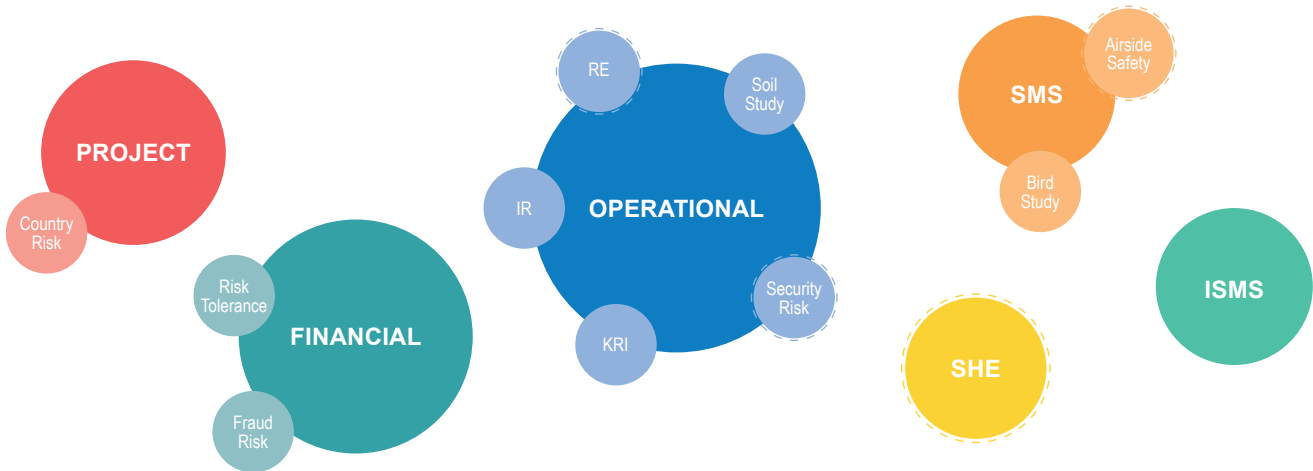 PROJECT
Country
Risk
Risk
Tolerance
FINANCIAL
Fraud
Risk
RE
Soil
Study
IR
OPERATIONAL
Security
Risk
KRI
Airside
Safety
SMS
Bird
Study
ISMS
SHE